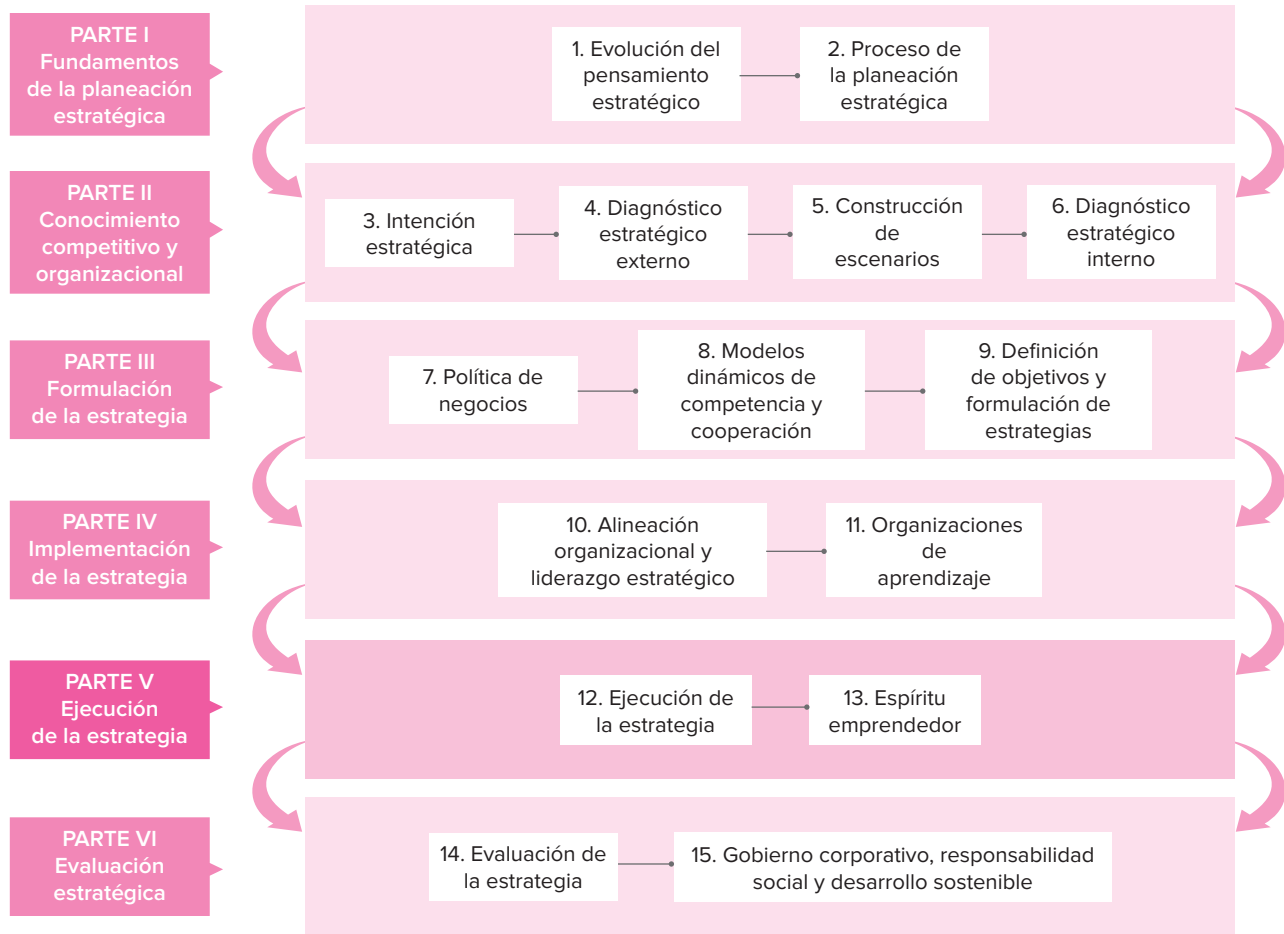 PARTE I
Fundamentos
de la planeación
estratégica
1. Evolución del
pensamiento
estratégico
2. Proceso de
la planeación
estratégica
PARTE II
Conocimiento
competitivo y
organizacional
3. Intención
estratégica
4. Diagnóstico
estratégico
externo
5. Construcción
de
escenarios
6. Diagnóstico
estratégico
interno
PARTE III
Formulación
de la estrategia
7. Política de
negocios
8. Modelos
dinámicos de
competencia y
cooperación
9. Definición
de objetivos y
formulación de
estrategias
PARTE IV
Implementación
de la estrategia
10. Alineación
organizacional y
liderazgo estratégico
11. Organizaciones
de
aprendizaje
PARTE V
Ejecución
de la estrategia
12. Ejecución de
la estrategia
13. Espíritu
emprendedor
PARTE VI
Evaluación
estratégica
14. Evaluación de
la estrategia
15. Gobierno corporativo, responsabilidad
social y desarrollo sostenible